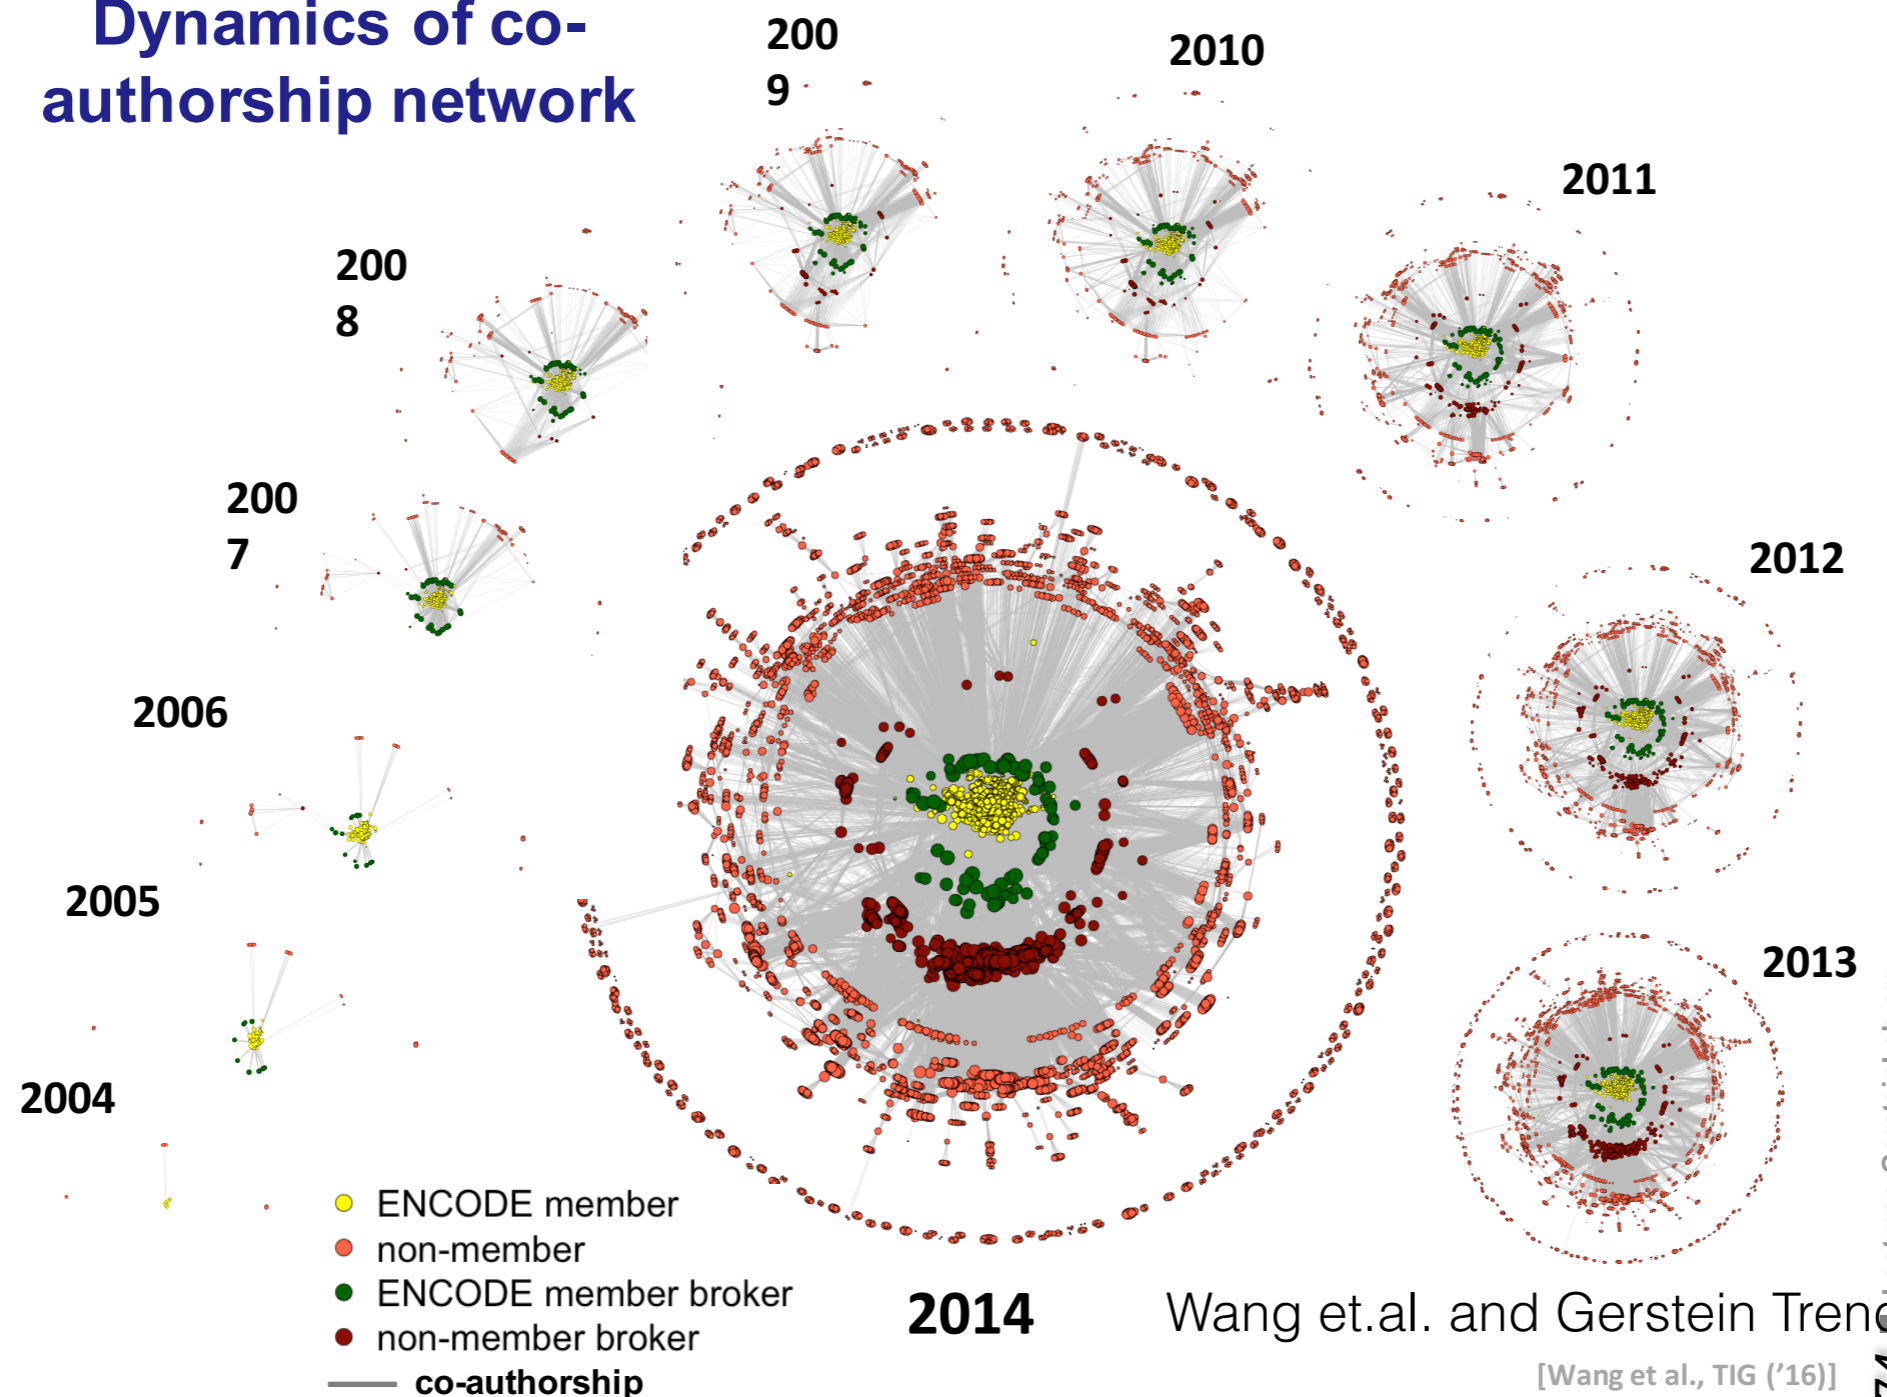 Dynamics of co-
authorship network
200
9
2010
2011
200
8
200
7
2012
2006
2005
2013
2004
ENCODE member
non-member
ENCODE member broker
non-member broker
co-authorship
2014
Wang et.al. and Gerstein Trend
[Wang et al., TIG ('16)]